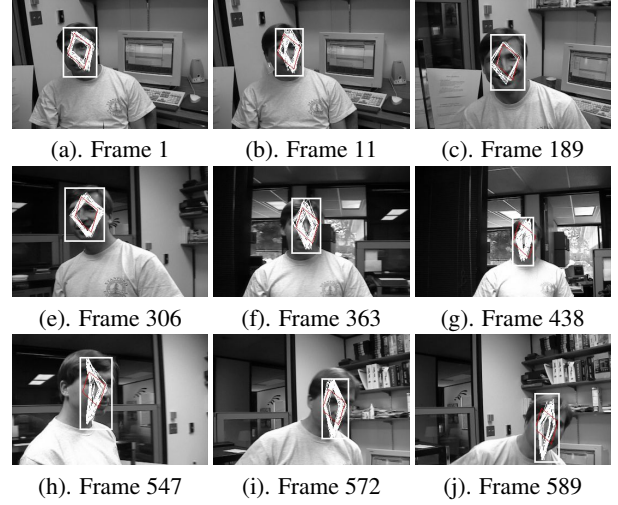 (a). Frame 1
(b). Frame 11
(c). Frame 189
(e). Frame 306
(f). Frame 363
(g). Frame 438
(h). Frame 547
(i). Frame 572
(j). Frame 589